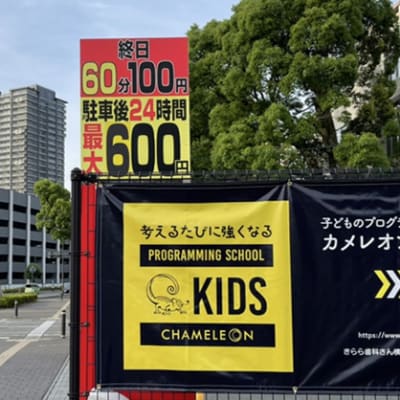 終日
60分100円
駐車後24時間
最大600円
考えるたびに強くなる
PROGRAMMING SCHOOL
KIDS
CHAMELEON
子どものプログラ
カメレオ
https://www.
きらら歯科さん横